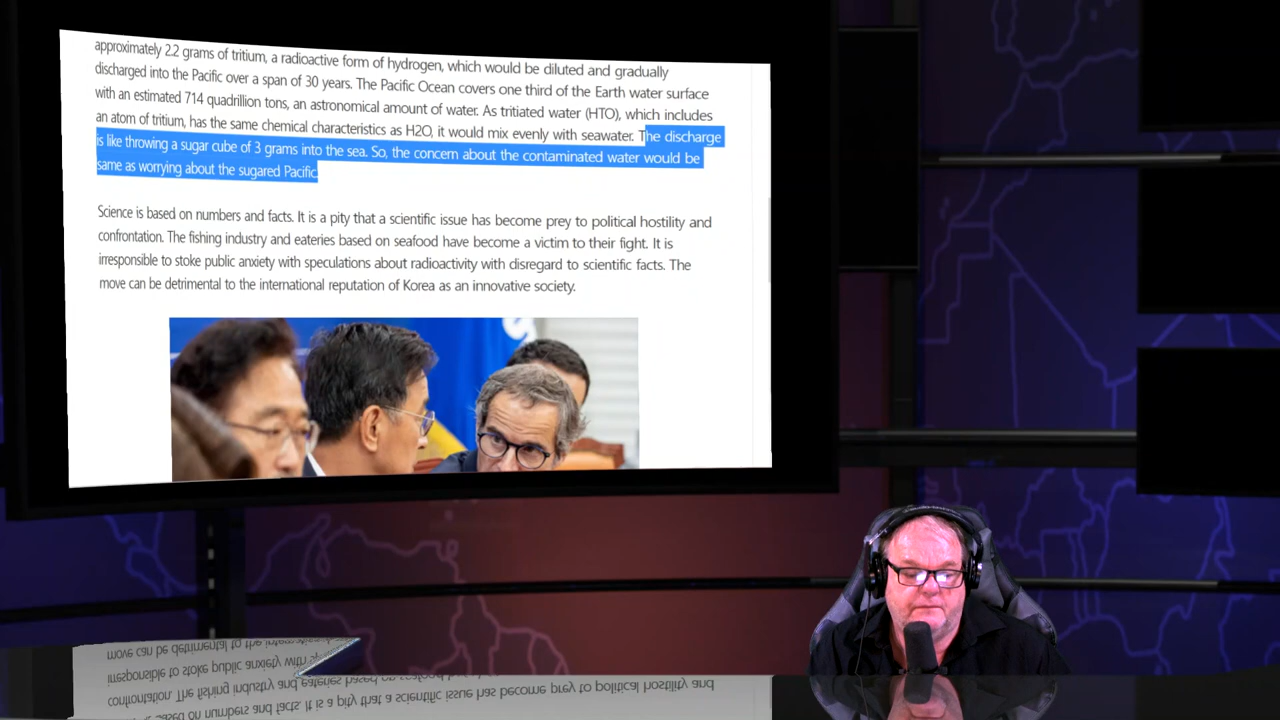 approximately 2.2 grams of tritium, a radioactive form of hydrogen, which would be diluted and gradually
discharged into the Pacific over a span of 30 years. The Pacific Ocean covers one third of the Earth water surface
with an estimated 714 quadrillion tons, an astronomical amount of water. As tritiated water (HTO), which includes
an atom of tritium, has the same chemical characteristics as H2O, it would mix evenly with seawater. The discharge
is like throwing a sugar cube of 3 grams into the sea. So, the concern about the contaminated water would be
same as worrying about the sugared Pacific.
Science is based on numbers and facts. It is a pity that a scientific issue has become prey to political hostility and
confrontation. The fishing industry and eateries based on seafood have become a victim to their fight. It is
irresponsible to stoke public anxiety with speculations about radioactivity with disregard to scientific facts. The
move can be detrimental to the international reputation of Korea as an innovative society.